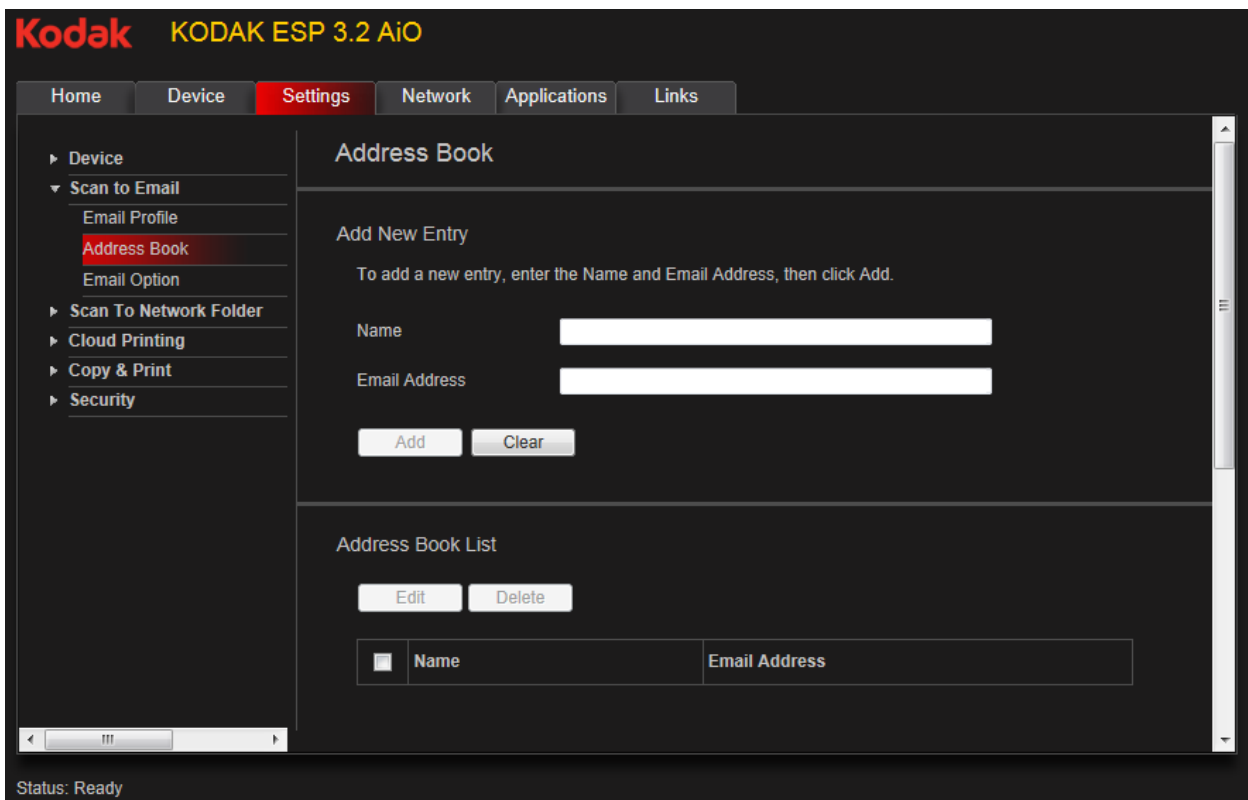 Kodak KODAK ESP 3.2 AiO
Home Device Settings Network Applications Links
Device
Scan to Email
Email Profile
Address Book
Email Option
Scan To Network Folder
Cloud Printing
Copy & Print
Security
Address Book
Add New Entry
To add a new entry, enter the Name and Email Address, then click Add.
Name
Email Address
Add Clear
Address Book List
Edit Delete
Name Email Address
Status: Ready